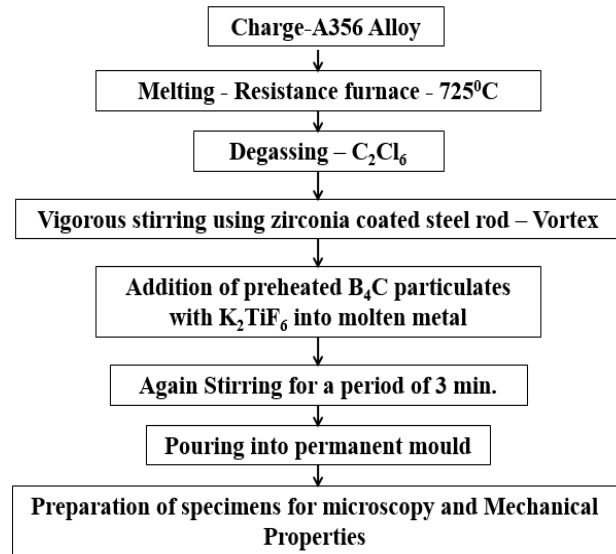 Charge-A356 Alloy
Melting - Resistance furnace - 725⁰C
Degassing – C₂Cl₆
Vigorous stirring using zirconia coated steel rod – Vortex
Addition of preheated B₄C particulates
with K₂TiF₆ into molten metal
Again Stirring for a period of 3 min.
Pouring into permanent mould
Preparation of specimens for microscopy and Mechanical
Properties